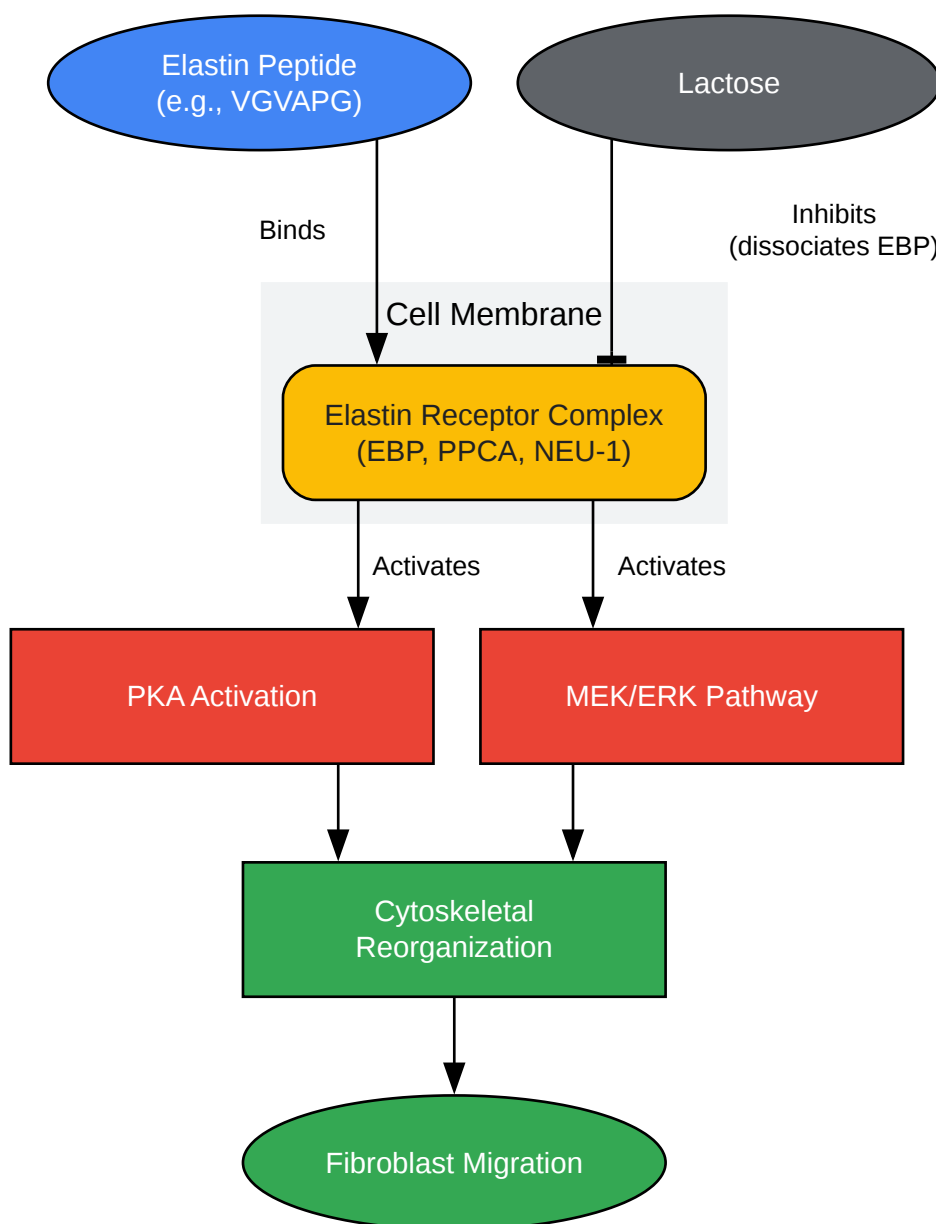 Elastin Peptide
(e.g., VGVAPG)
Lactose
Binds
Inhibits
(dissociates EBP)
Cell Membrane
Elastin Receptor Complex
(EBP, PPCA, NEU-1)
Activates
Activates
PKA Activation
MEK/ERK Pathway
Cytoskeletal
Reorganization
Fibroblast Migration